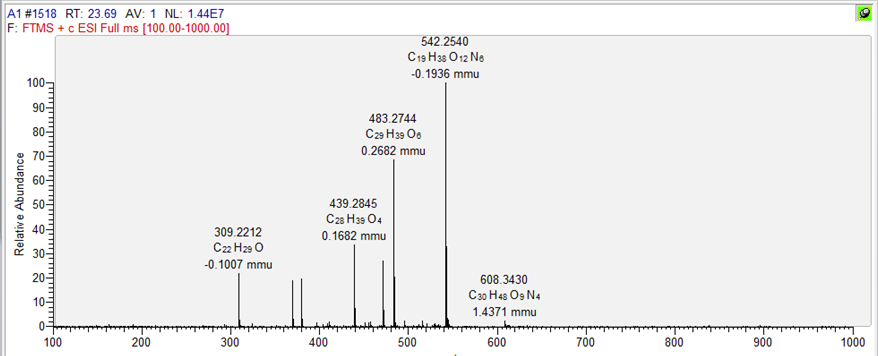 A1 #1518 RT: 23.69 AV: 1 NL: 1.44E7
F: FTMS + c ESI Full ms [100.00-1000.00]
542.2540
C19 H38 O12 N6
-0.1936 mmu
483.2744
C29 H39 O6
0.2682 mmu
439.2845
C28 H39 O4
0.1682 mmu
309.2212
C22 H29 O
-0.1007 mmu
608.3430
C30 H48 O9 N4
1.4371 mmu
Relative Abundance
100
90
80
70
60
50
40
30
20
10
0
100 200 300 400 500 600 700 800 900 1000